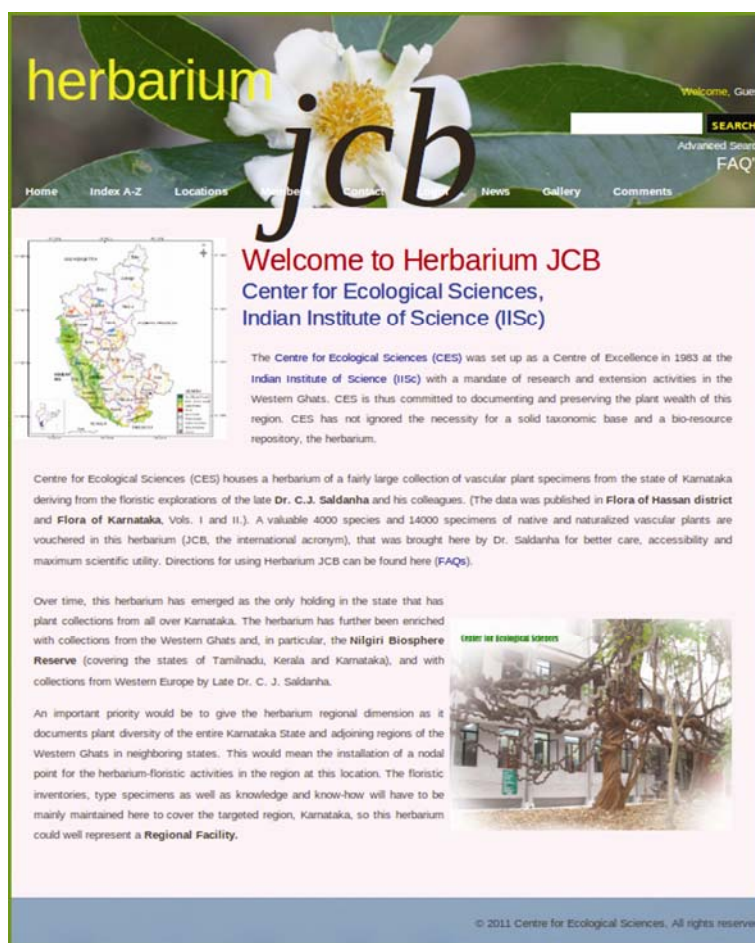 herbarium
jcb
Welcome, Gues
SEARCH
Advanced Searc
FAQ'
Home Index A-Z Locations Members Contact News Gallery Comments
Welcome to Herbarium JCB
Center for Ecological Sciences,
Indian Institute of Science (IISc)
The Centre for Ecological Sciences (CES) was set up as a Centre of Excellence in 1983 at the
Indian Institute of Science (IISc) with a mandate of research and extension activities in the
Western Ghats. CES is thus committed to documenting and preserving the plant wealth of this
region. CES has not ignored the necessity for a solid taxonomic base and a bio-resource
repository, the herbarium.
Centre for Ecological Sciences (CES) houses a herbarium of a fairly large collection of vascular plant specimens from the state of Karnataka
deriving from the floristic explorations of the late Dr. C.J. Saldanha and his colleagues. (The data was published in Flora of Hassan district
and Flora of Karnataka, Vols. I and II.). A valuable 4000 species and 14000 specimens of native and naturalized vascular plants are
vouchered in this herbarium (JCB, the international acronym), that was brought here by Dr. Saldanha for better care, accessibility and
maximum scientific utility. Directions for using Herbarium JCB can be found here (FAQs).
Over time, this herbarium has emerged as the only holding in the state that has
plant collections from all over Karnataka. The herbarium has further been enriched
with collections from the Western Ghats and, in particular, the Nilgiri Biosphere
Reserve (covering the states of Tamilnadu, Kerala and Karnataka), and with
collections from Western Europe by Late Dr. C. J. Saldanha.
Center for Ecological Sciences
An important priority would be to give the herbarium regional dimension as it
documents plant diversity of the entire Karnataka State and adjoining regions of the
Western Ghats in neighboring states. This would mean the installation of a nodal
point for the herbarium-floristic activities in the region at this location. The floristic
inventories, type specimens as well as knowledge and know-how will have to be
mainly maintained here to cover the targeted region, Karnataka, so this herbarium
could well represent a Regional Facility.
© 2011 Centre for Ecological Sciences. All rights reserve